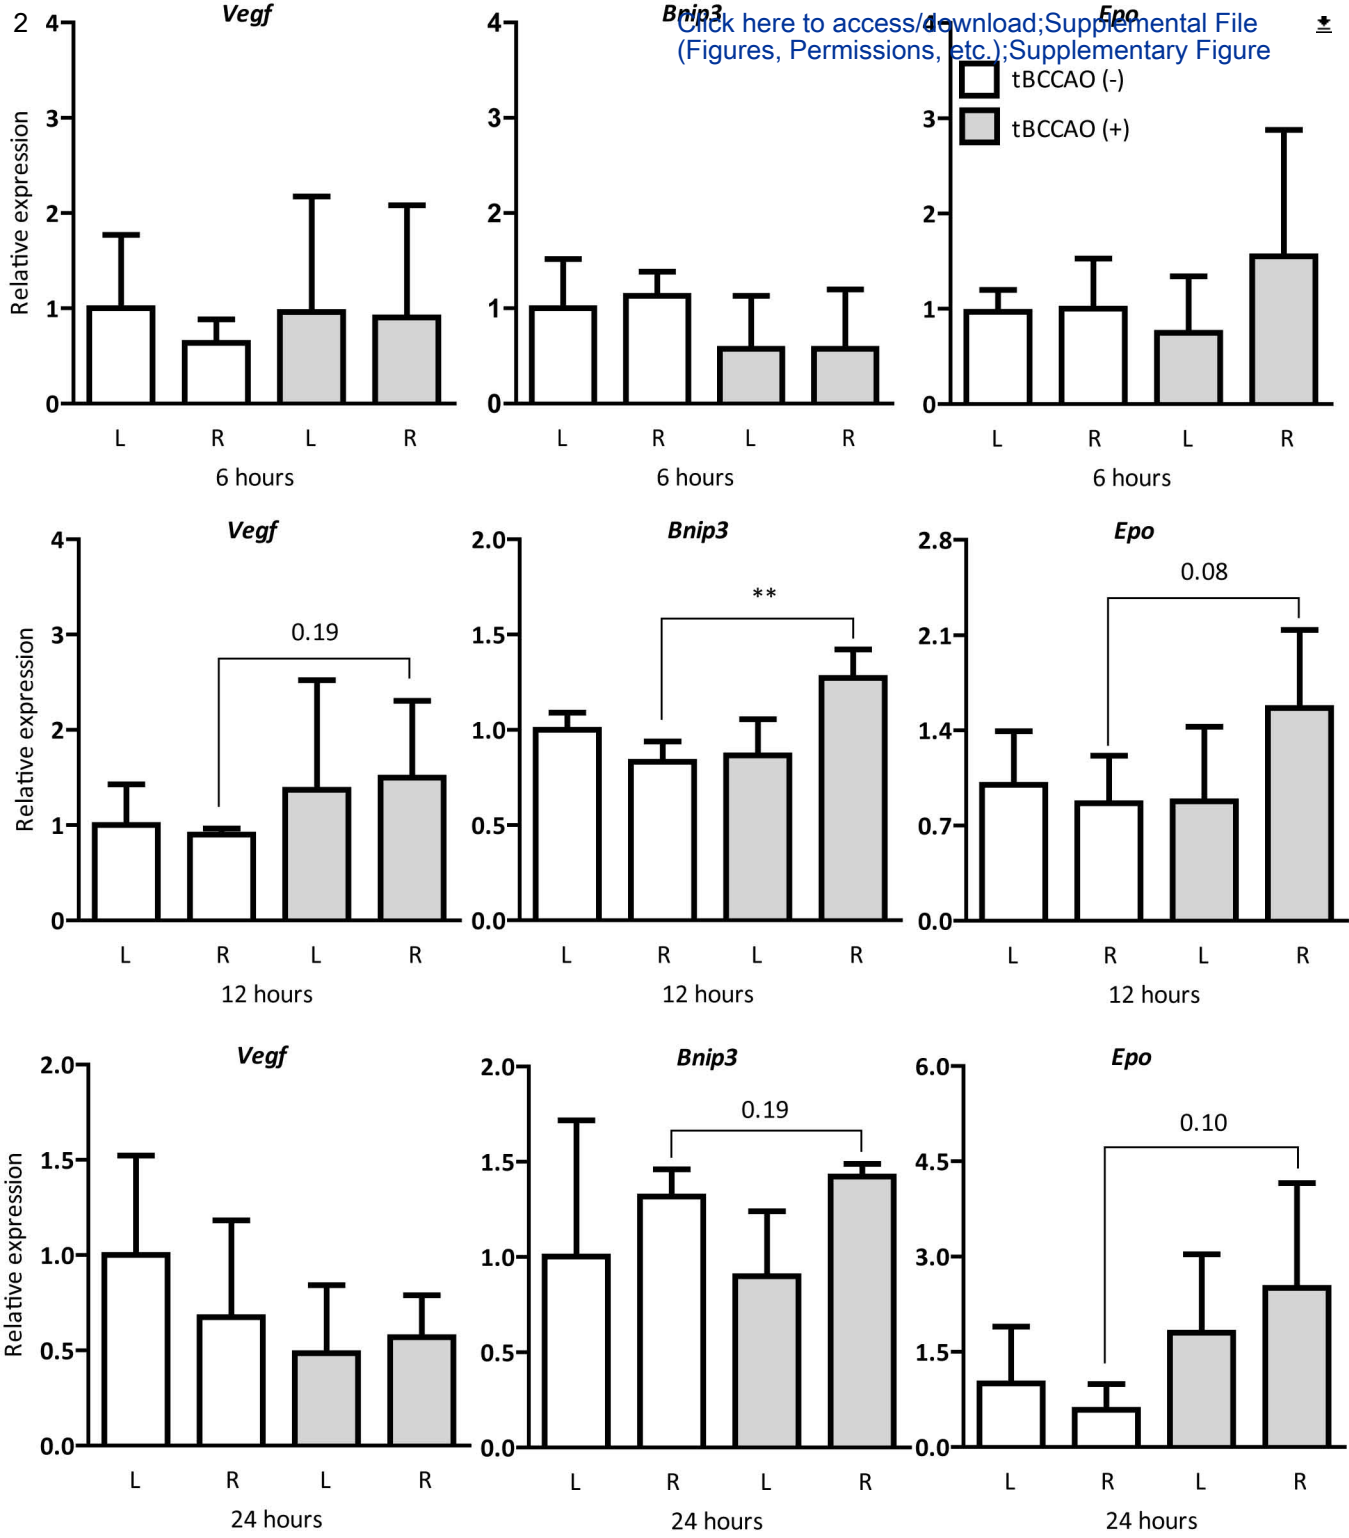 2
Click here to access/download;Supplemental File
(Figures, Permissions, etc.);Supplementary Figure
Vegf
Bnip3
Epo
tBCCAO (-)
tBCCAO (+)
Relative expression
4
3
2
1
0
L R L R
6 hours
4
3
2
1
0
L R L R
6 hours
4
3
2
1
0
L R L R
6 hours
Vegf
Relative expression
4
3
2
1
0
0.19
L R L R
12 hours
Bnip3
2.0
1.5
1.0
0.5
0.0
**
L R L R
12 hours
Epo
2.8
2.1
1.4
0.7
0.0
0.08
L R L R
12 hours
Vegf
Relative expression
2.0
1.5
1.0
0.5
0.0
L R L R
24 hours
Bnip3
2.0
1.5
1.0
0.5
0.0
0.19
L R L R
24 hours
Epo
6.0
4.5
3.0
1.5
0.0
0.10
L R L R
24 hours